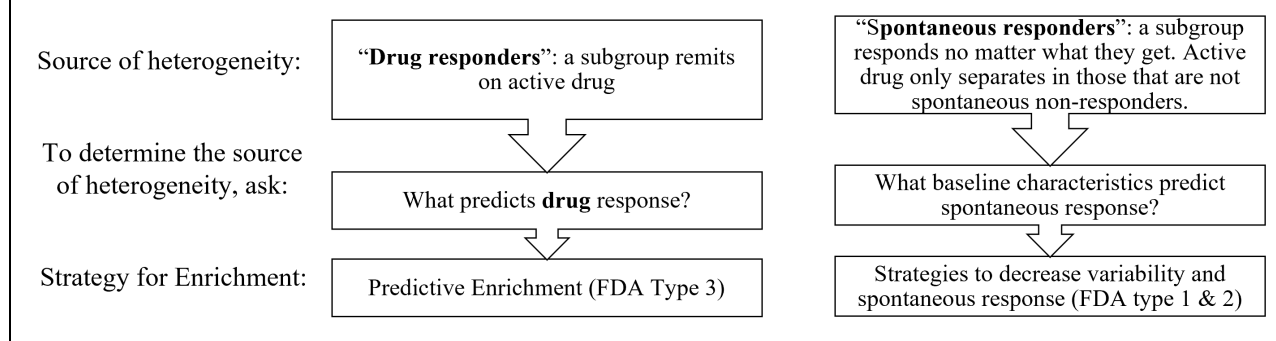 Source of heterogeneity:
“Drug responders”: a subgroup remits
on active drug
“Spontaneous responders”: a subgroup
responds no matter what they get. Active
drug only separates in those that are not
spontaneous non-responders.
To determine the source
of heterogeneity, ask:
What predicts drug response?
What baseline characteristics predict
spontaneous response?
Strategy for Enrichment:
Predictive Enrichment (FDA Type 3)
Strategies to decrease variability and
spontaneous response (FDA type 1 & 2)